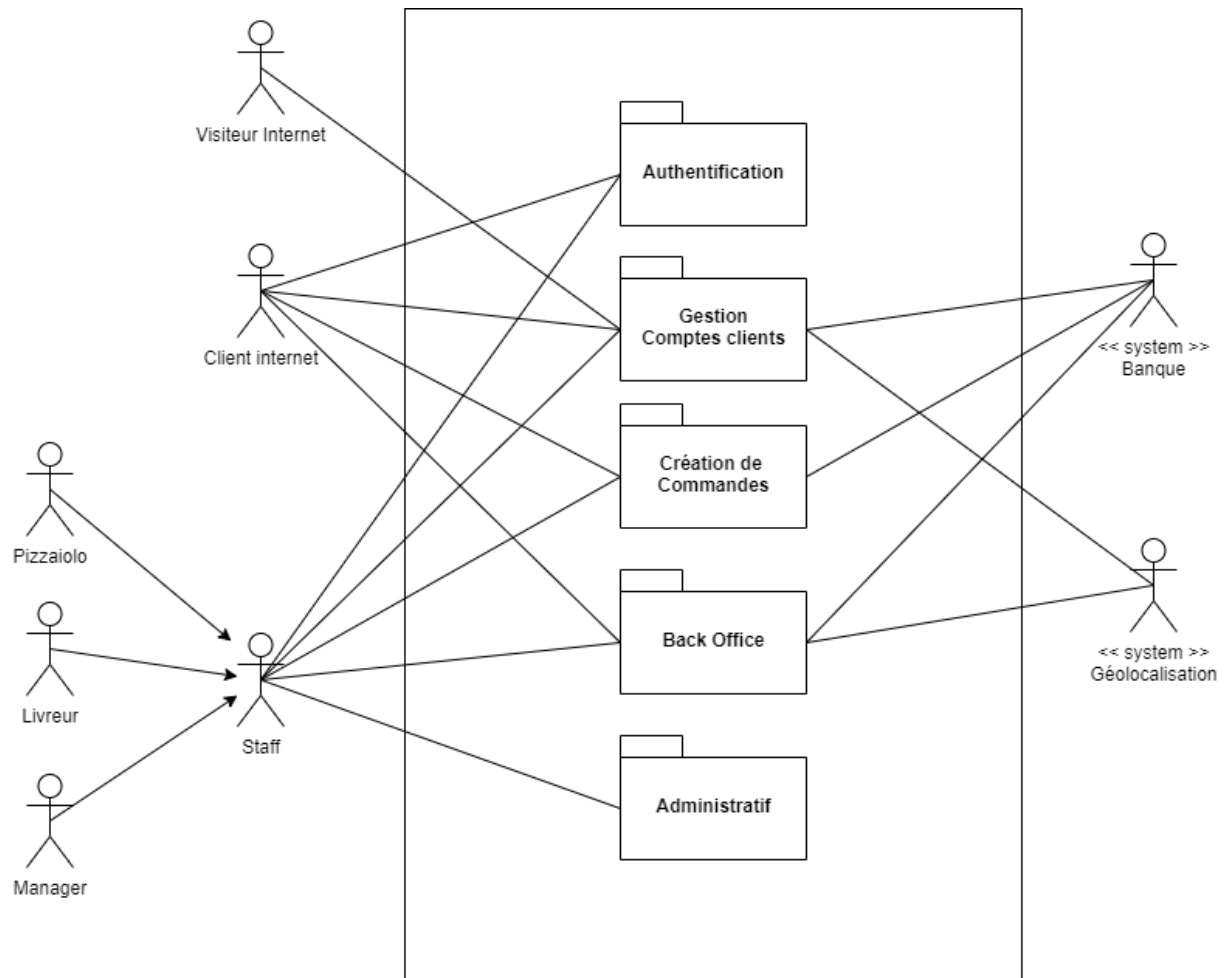 Visiteur Internet
Authentification
Client internet
Gestion
Comptes clients
<< system >>
Banque
Création de
Commandes
Pizzaiolo
Back Office
<< system >>
Géolocalisation
Livreur
Staff
Administratif
Manager